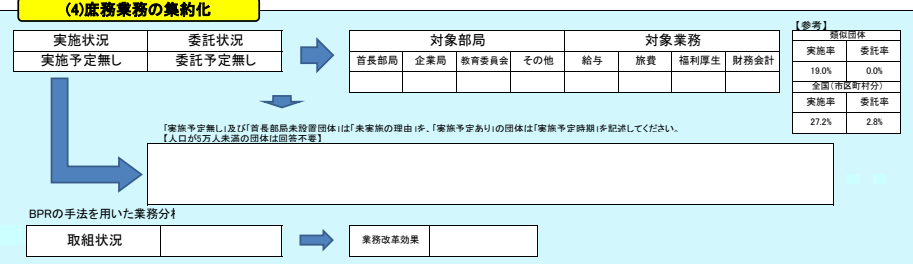 (4)庶務業務の集約化
【参考】
実施状況 委託状況
実施予定無し 委託予定無し
対象部局 対象業務
首長部局 企業局 教育委員会 その他 給与 旅費 福利厚生 財務会計
類似団体
実施率 委託率
19.0% 0.0%
全国(市区町村分)
実施率 委託率
27.2% 2.8%
「実施予定無し」及び「首長部局未設置団体」は「未実施の理由」を、「実施予定あり」の団体は「実施予定時期」を記述してください。
【人口が5万人未満の団体は回答不要】
BPRの手法を用いた業務分析
取組状況
業務改革効果